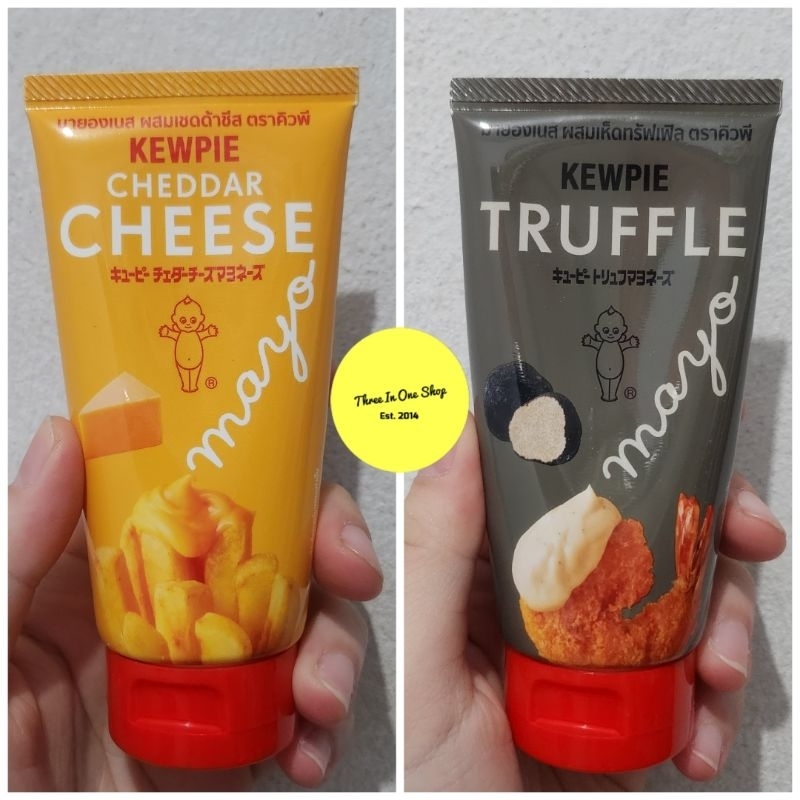 มายองเนส ผสมเชดด้าชีส ตราคิวพี
KEWPIE
CHEDDAR
CHEESE
キユーピー チェダーチーズマヨネーズ
mayo
®
Three In One Shop
Est. 2014
มายองเนส ผสมเห็ดทรัฟเฟิล ตราคิวพี
KEWPIE
TRUFFLE
キユーピー トリュフマヨネーズ
mayo
®